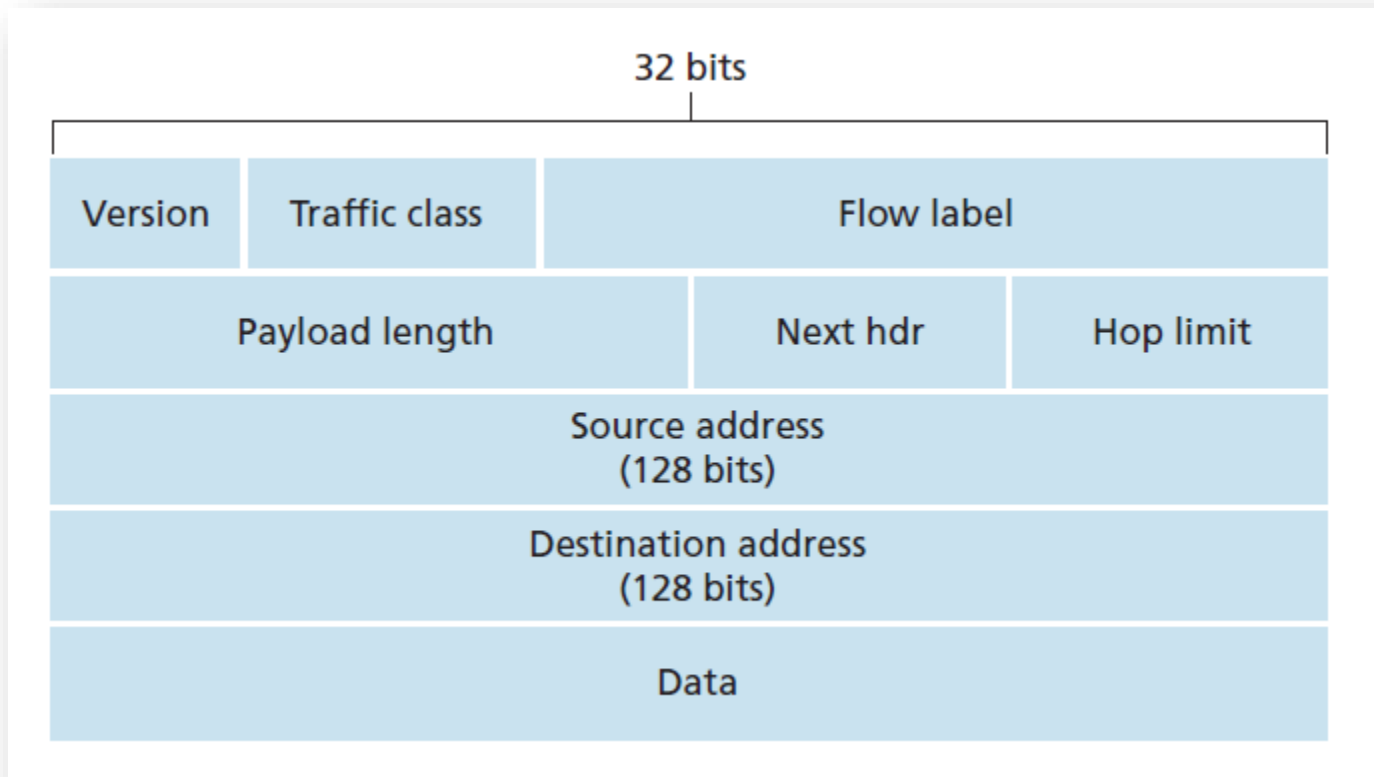 32 bits
Version Traffic class Flow label
Payload length Next hdr Hop limit
Source address
(128 bits)
Destination address
(128 bits)
Data